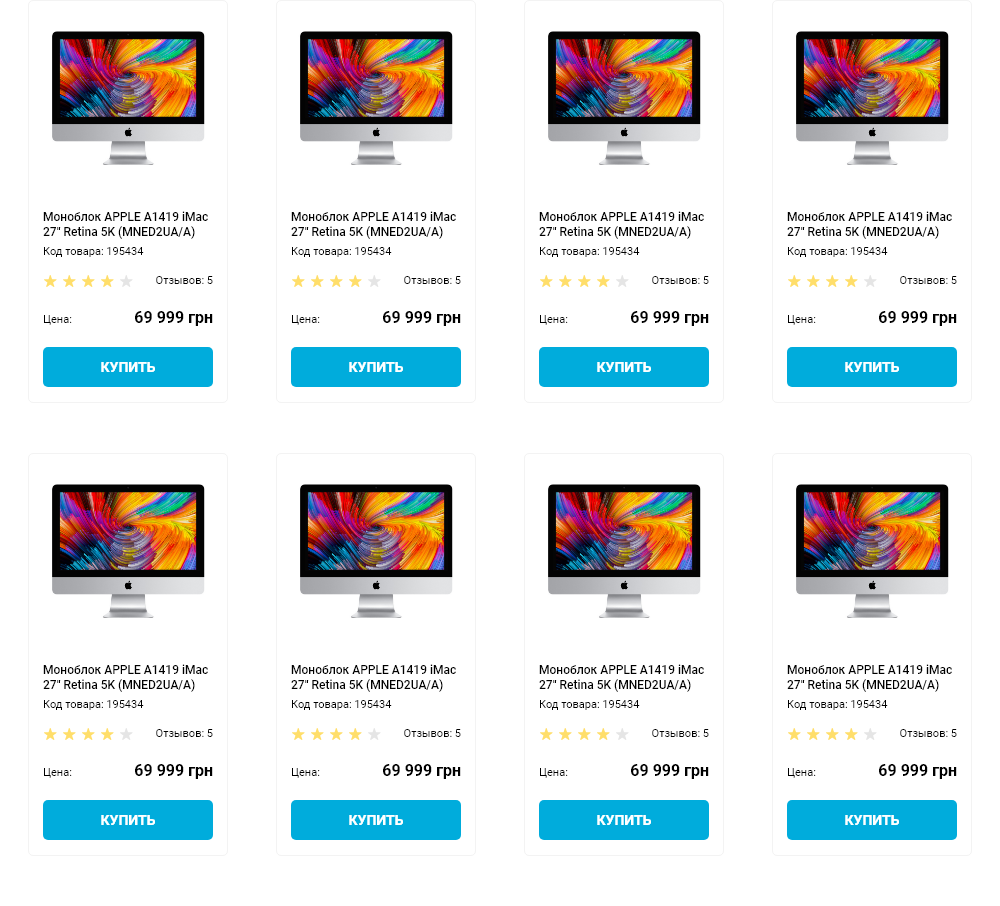 Моноблок APPLE A1419 iMac
27" Retina 5K (MNED2UA/A)
Код товара: 195434
Отзывов: 5
Цена: 69 999 грн
КУПИТЬ
Моноблок APPLE A1419 iMac
27" Retina 5K (MNED2UA/A)
Код товара: 195434
Отзывов: 5
Цена: 69 999 грн
КУПИТЬ
Моноблок APPLE A1419 iMac
27" Retina 5K (MNED2UA/A)
Код товара: 195434
Отзывов: 5
Цена: 69 999 грн
КУПИТЬ
Моноблок APPLE A1419 iMac
27" Retina 5K (MNED2UA/A)
Код товара: 195434
Отзывов: 5
Цена: 69 999 грн
КУПИТЬ
Моноблок APPLE A1419 iMac
27" Retina 5K (MNED2UA/A)
Код товара: 195434
Отзывов: 5
Цена: 69 999 грн
КУПИТЬ
Моноблок APPLE A1419 iMac
27" Retina 5K (MNED2UA/A)
Код товара: 195434
Отзывов: 5
Цена: 69 999 грн
КУПИТЬ
Моноблок APPLE A1419 iMac
27" Retina 5K (MNED2UA/A)
Код товара: 195434
Отзывов: 5
Цена: 69 999 грн
КУПИТЬ
Моноблок APPLE A1419 iMac
27" Retina 5K (MNED2UA/A)
Код товара: 195434
Отзывов: 5
Цена: 69 999 грн
КУПИТЬ